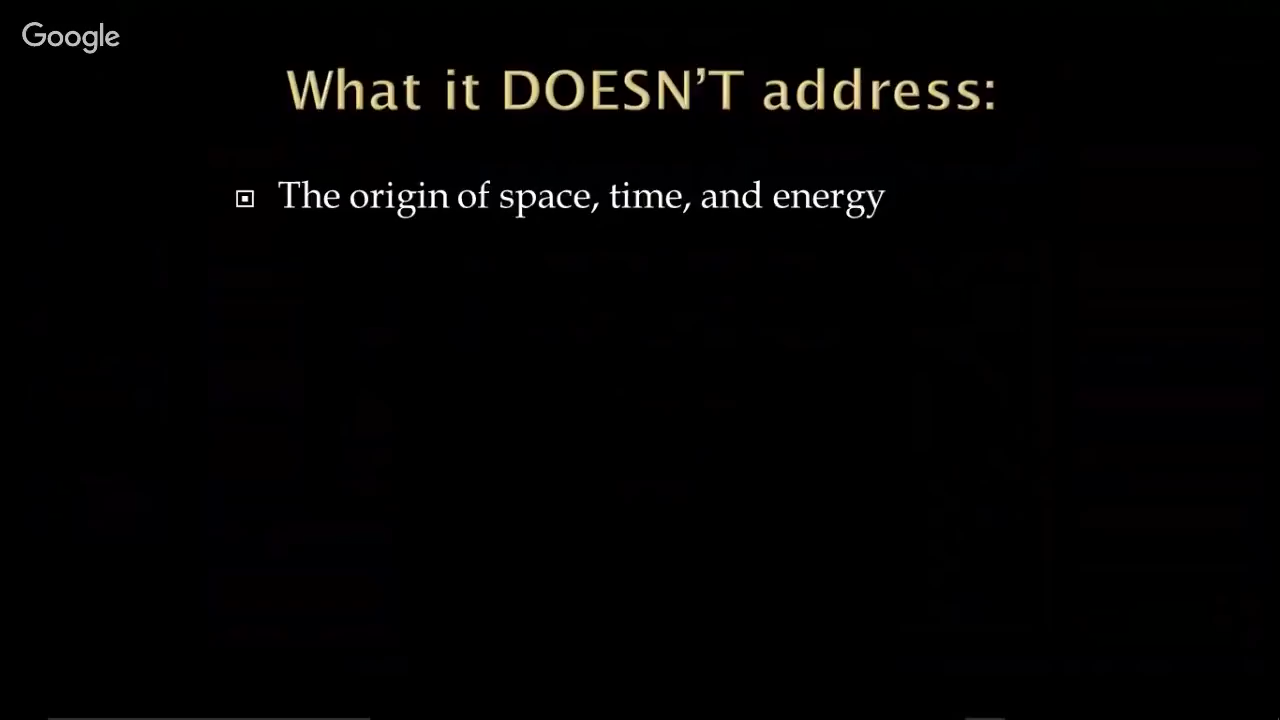 Google
What it DOESN’T address:
The origin of space, time, and energy